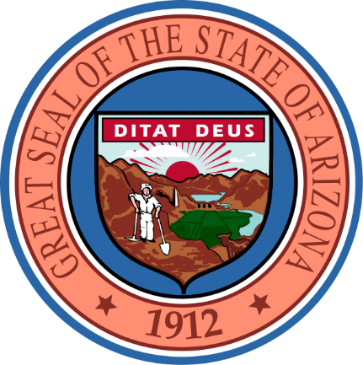 GREAT SEAL OF THE STATE OF ARIZONA
DITAT DEUS
1912